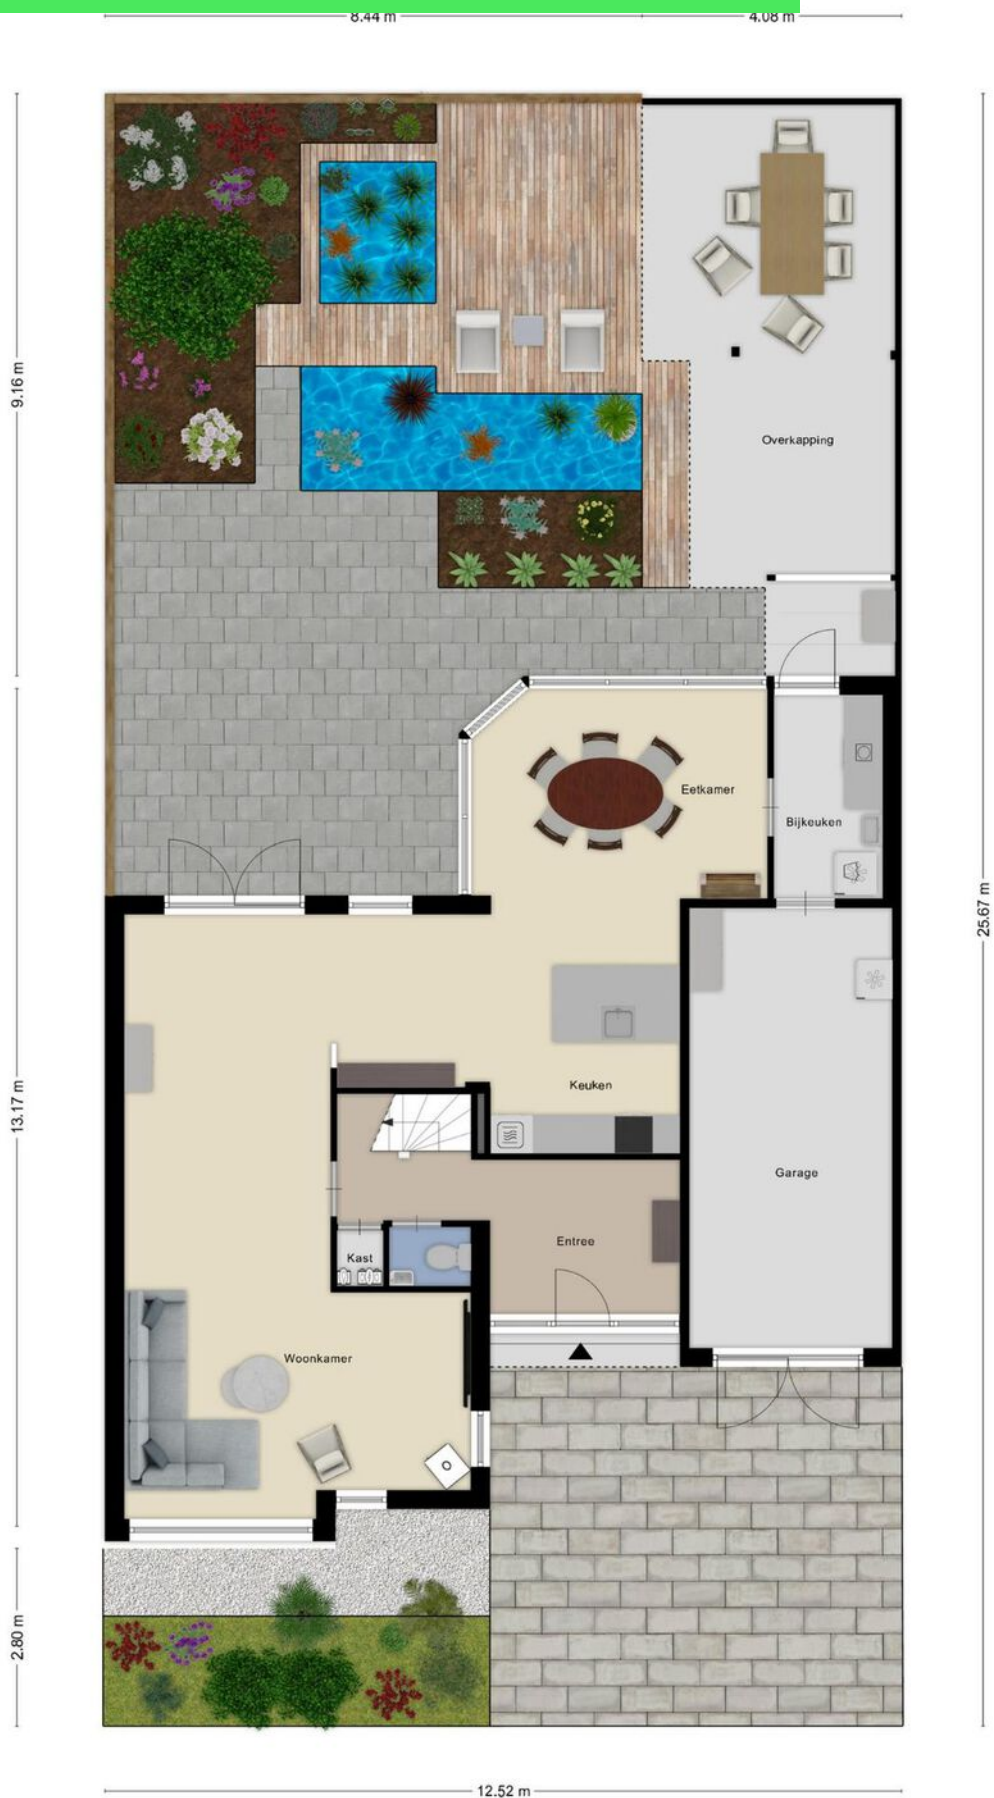 8.44 m
4.08 m
9.16 m
Overkapping
Eetkamer
Bijkeuken
25.67 m
Keuken
13.17 m
Garage
Entree
Kast
Woonkamer
2.80 m
12.52 m